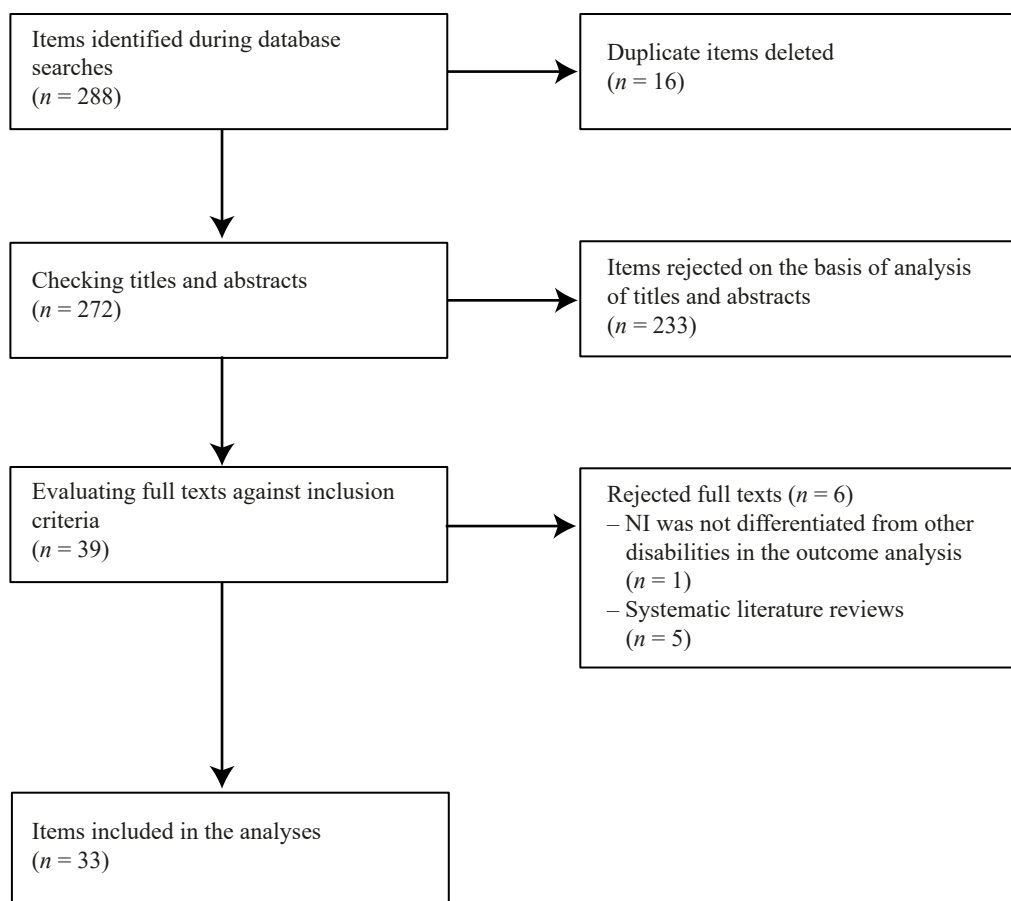 Items identified during database
searches
(n = 288)
Duplicate items deleted
(n = 16)
Checking titles and abstracts
(n = 272)
Items rejected on the basis of analysis
of titles and abstracts
(n = 233)
Evaluating full texts against inclusion
criteria
(n = 39)
Rejected full texts (n = 6)
– NI was not differentiated from other
disabilities in the outcome analysis
(n = 1)
– Systematic literature reviews
(n = 5)
Items included in the analyses
(n = 33)